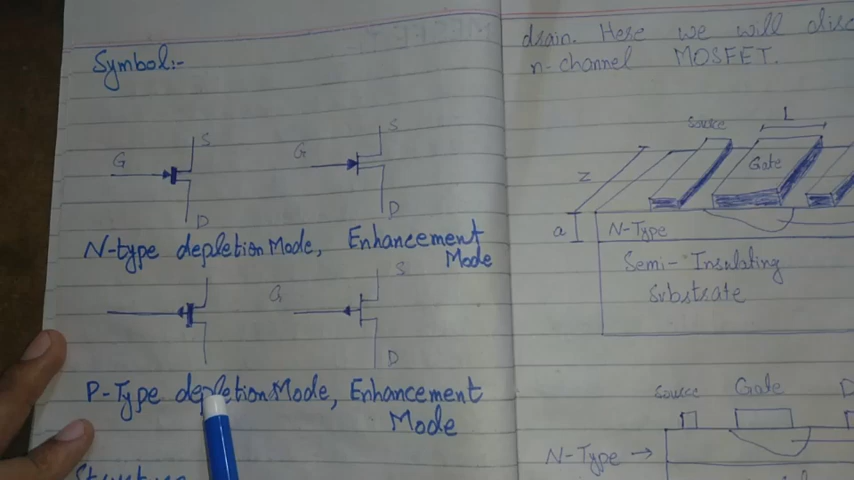 Symbol:-
G
S
D
G
S
D
N-type depletion Mode, Enhancement
Mode
G
S
D
P-Type depletion Mode, Enhancement
Mode
drain. Here we will disc
n-channel MOSFET.
Source
L
Gate
Z
a
N-Type
Semi-Insulating
Substrate
Source
Gate
D
N-Type →